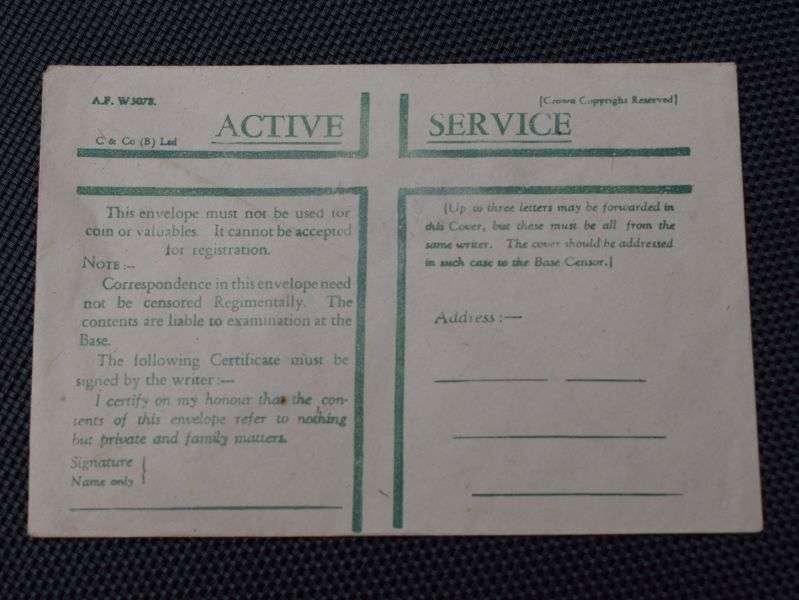 A.F. W3078.
[Crown Copyright Reserved]
C & Co (B) Ltd
ACTIVE SERVICE
This envelope must not be used for
coin or valuables. It cannot be accepted
for registration.
NOTE :—
Correspondence in this envelope need
not be censored Regimentally. The
contents are liable to examination at the
Base.
The following Certificate must be
signed by the writer :—
I certify on my honour that the con-
tents of this envelope refer to nothing
but private and family matters.
Signature
Name only
[Up to three letters may be forwarded in
this Cover, but these must be all from the
same writer. The cover should be addressed
in such case to the Base Censor.]
Address :—